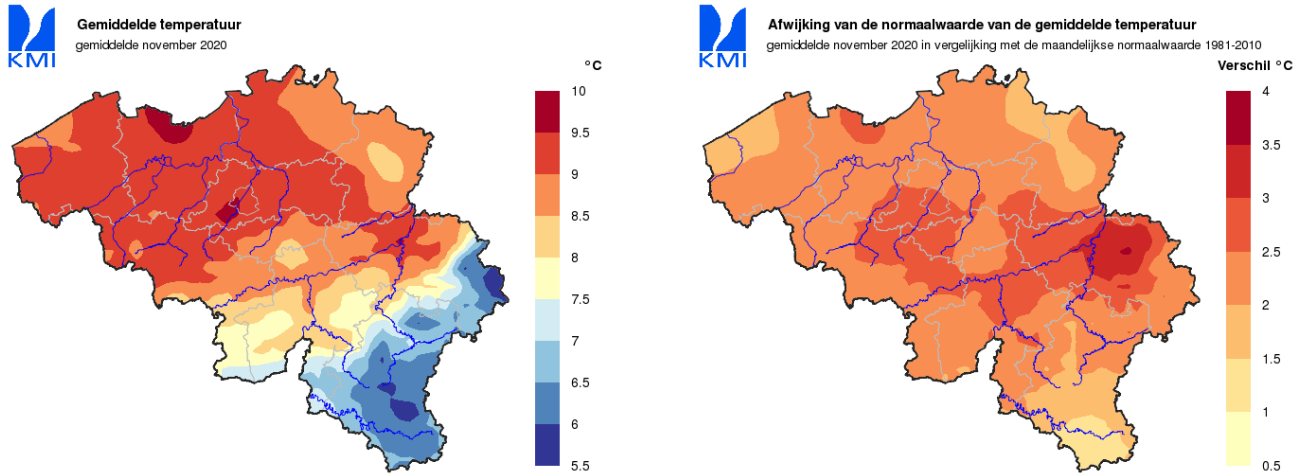 KMI
Gemiddelde temperatuur
gemiddelde november 2020
°C
10
9.5
9
8.5
8
7.5
7
6.5
6
5.5
KMI
Afwijking van de normaalwaarde van de gemiddelde temperatuur
gemiddelde november 2020 in vergelijking met de maandelijkse normaalwaarde 1981-2010
Verschil °C
4
3.5
3
2.5
2
1.5
1
0.5